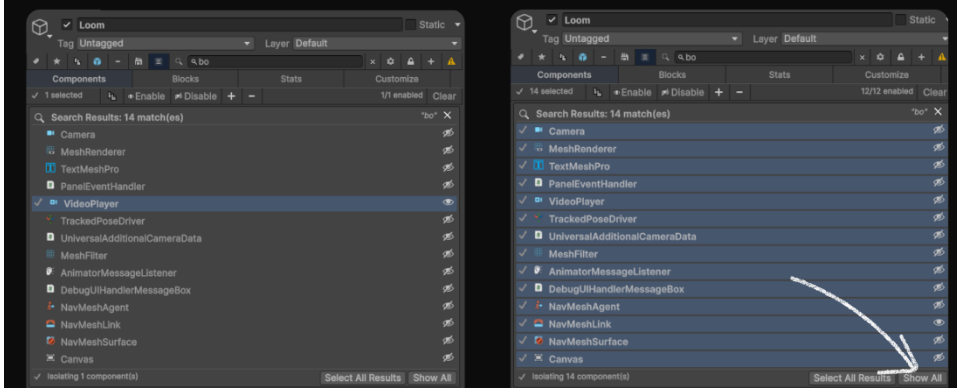 Loom
Static
Tag Untagged
Layer Default
bo
Components Blocks Stats Customize
1 selected Enable Disable + − 1/1 enabled Clear
Search Results: 14 match(es) "bo" ×
Camera
MeshRenderer
TextMeshPro
PanelEventHandler
VideoPlayer
TrackedPoseDriver
UniversalAdditionalCameraData
MeshFilter
AnimatorMessageListener
DebugUIHandlerMessageBox
NavMeshAgent
NavMeshLink
NavMeshSurface
Canvas
Isolating 1 component(s) Select All Results Show All
Loom
Static
Tag Untagged
Layer Default
bo
Components Blocks Stats Customize
14 selected Enable Disable + − 12/12 enabled Clear
Search Results: 14 match(es) "bo" ×
Camera
MeshRenderer
TextMeshPro
PanelEventHandler
VideoPlayer
TrackedPoseDriver
UniversalAdditionalCameraData
MeshFilter
AnimatorMessageListener
DebugUIHandlerMessageBox
NavMeshAgent
NavMeshLink
NavMeshSurface
Canvas
Isolating 14 component(s) Select All Results Show All